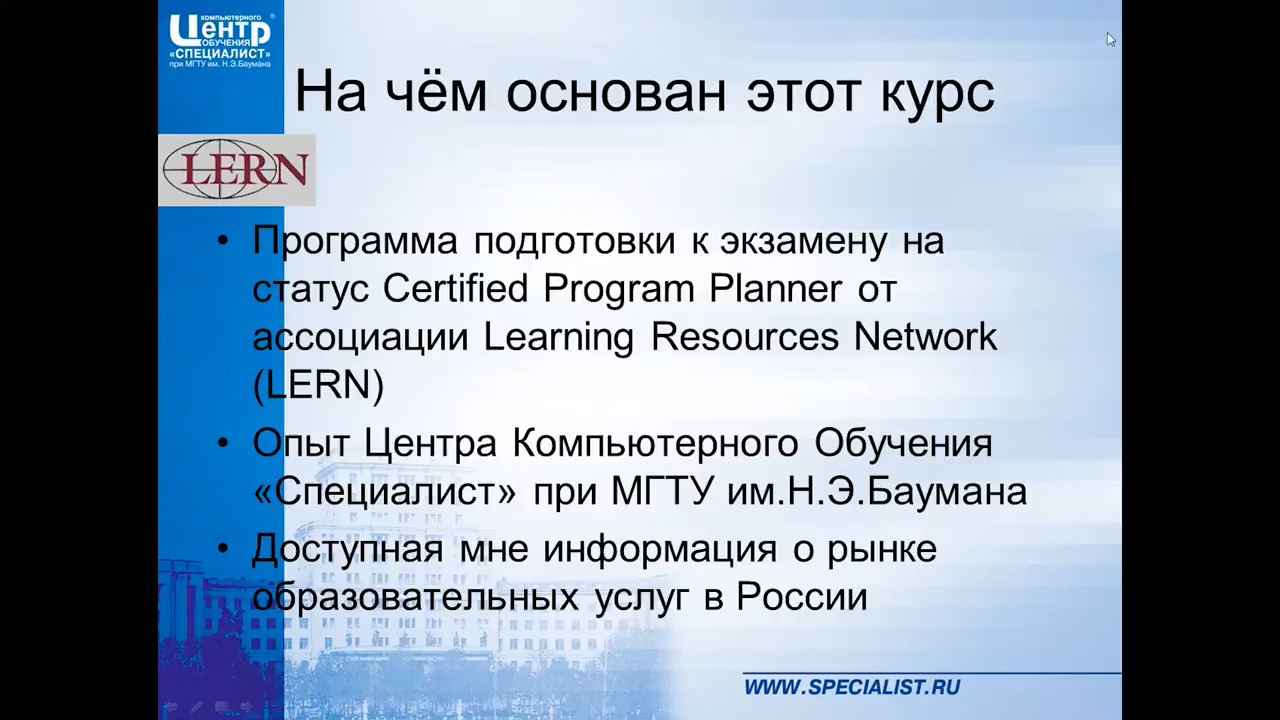 компьютерного
Центр
ОБУЧЕНИЯ
«СПЕЦИАЛИСТ»
при МГТУ им. Н.Э.Баумана
На чём основан этот курс
LERN
• Программа подготовки к экзамену на
статус Certified Program Planner от
ассоциации Learning Resources Network
(LERN)
• Опыт Центра Компьютерного Обучения
«Специалист» при МГТУ им.Н.Э.Баумана
• Доступная мне информация о рынке
образовательных услуг в России
WWW.SPECIALIST.RU